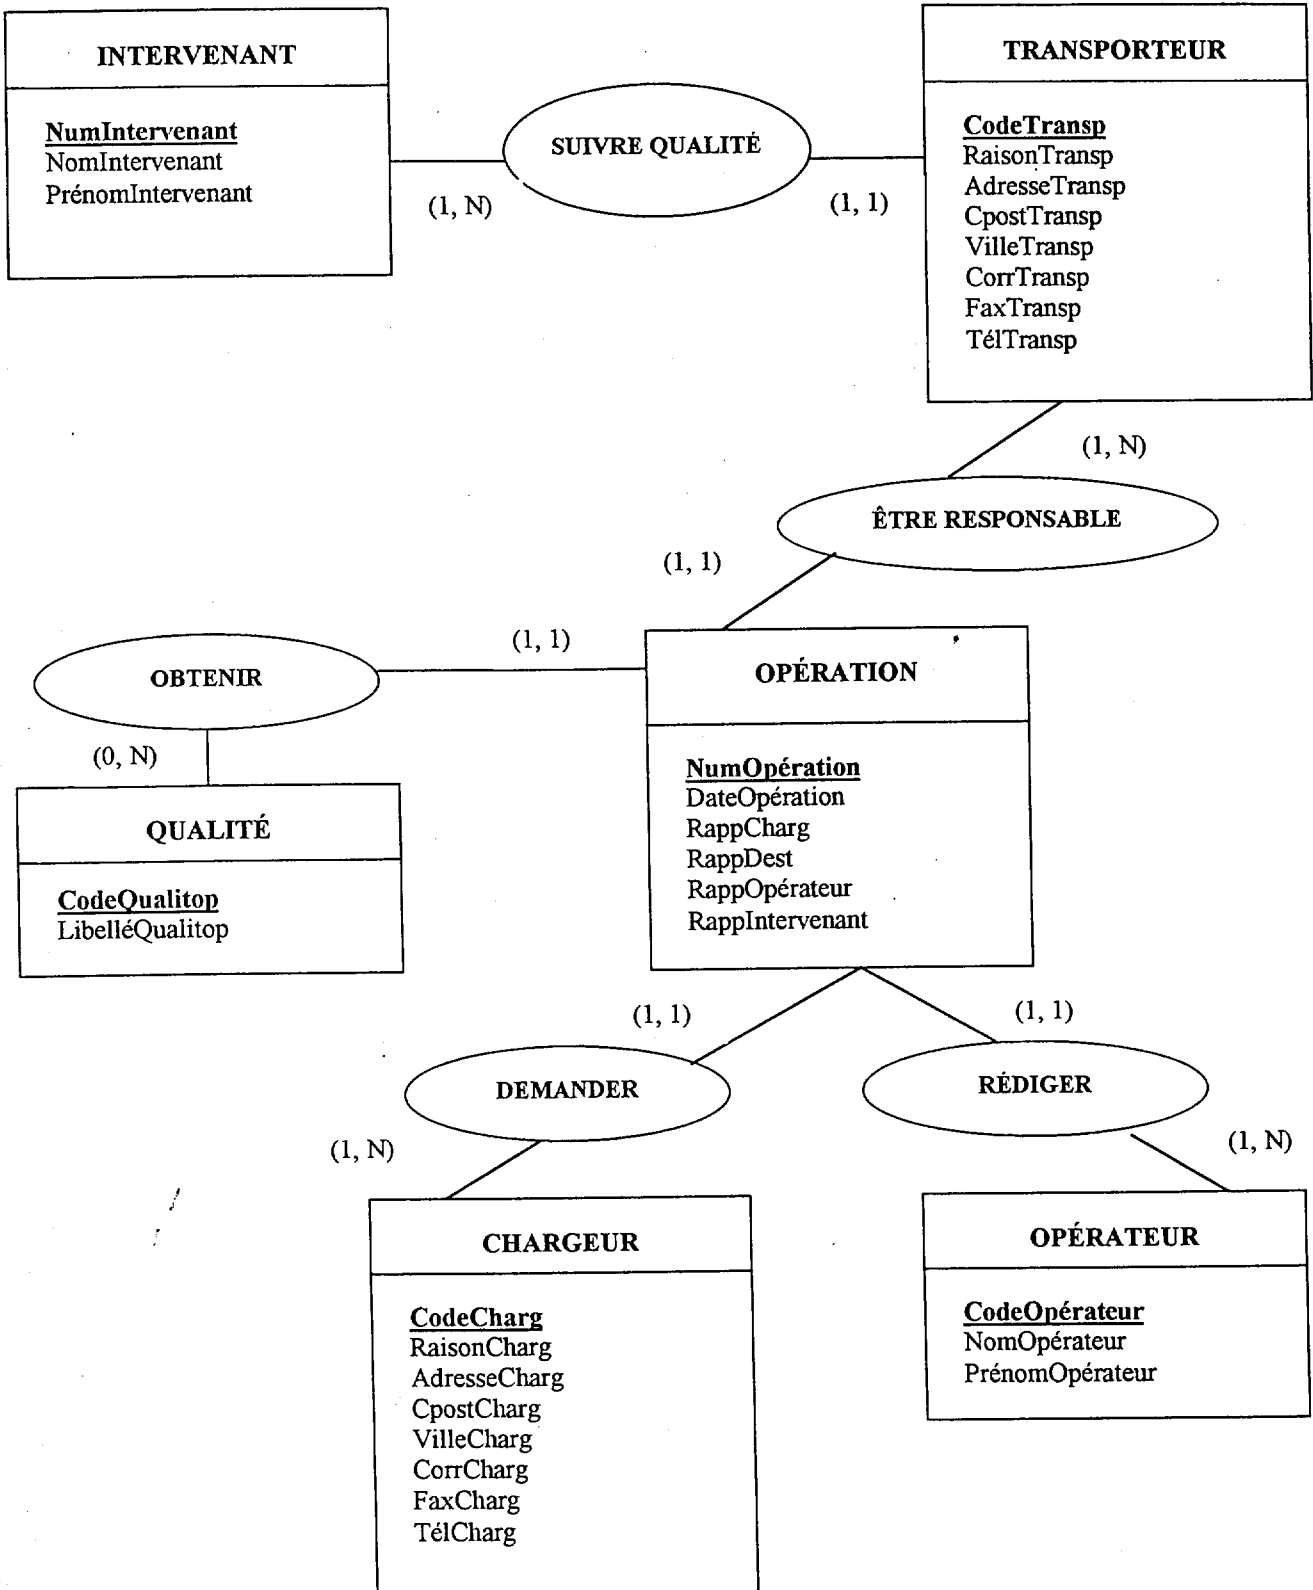 INTERVENANT
NumIntervenant
NomIntervenant
PrénomIntervenant
SUIVRE QUALITÉ
(1, N)
(1, 1)
TRANSPORTEUR
CodeTransp
RaisonTransp
AdresseTransp
CpostTransp
VilleTransp
CorrTransp
FaxTransp
TélTransp
(1, N)
ÊTRE RESPONSABLE
(1, 1)
OBTENIR
(1, 1)
(0, N)
QUALITÉ
CodeQualitop
LibelléQualitop
OPÉRATION
NumOpération
DateOpération
RappCharg
RappDest
RappOpérateur
RappIntervenant
(1, 1)
(1, 1)
DEMANDER
RÉDIGER
(1, N)
(1, N)
CHARGEUR
CodeCharg
RaisonCharg
AdresseCharg
CpostCharg
VilleCharg
CorrCharg
FaxCharg
TélCharg
OPÉRATEUR
CodeOpérateur
NomOpérateur
PrénomOpérateur